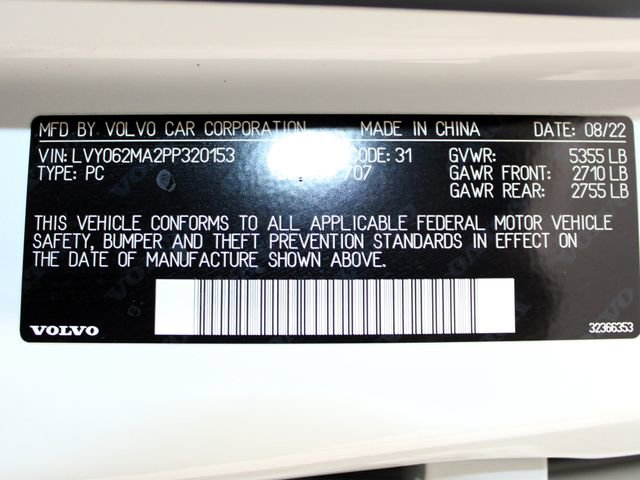 MFD BY VOLVO CAR CORPORATION MADE IN CHINA DATE: 08/22
VIN: LVY062MA2PP320153 CODE: 31 GVWR: 5355 LB
TYPE: PC /07 GAWR FRONT: 2710 LB
GAWR REAR: 2755 LB
THIS VEHICLE CONFORMS TO ALL APPLICABLE FEDERAL MOTOR VEHICLE
SAFETY, BUMPER AND THEFT PREVENTION STANDARDS IN EFFECT ON
THE DATE OF MANUFACTURE SHOWN ABOVE.
VOLVO 32366353